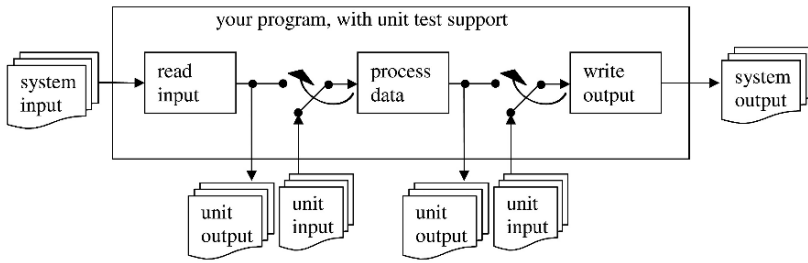 your program, with unit test support
system
input
read
input
process
data
write
output
system
output
unit
output
unit
input
unit
output
unit
input